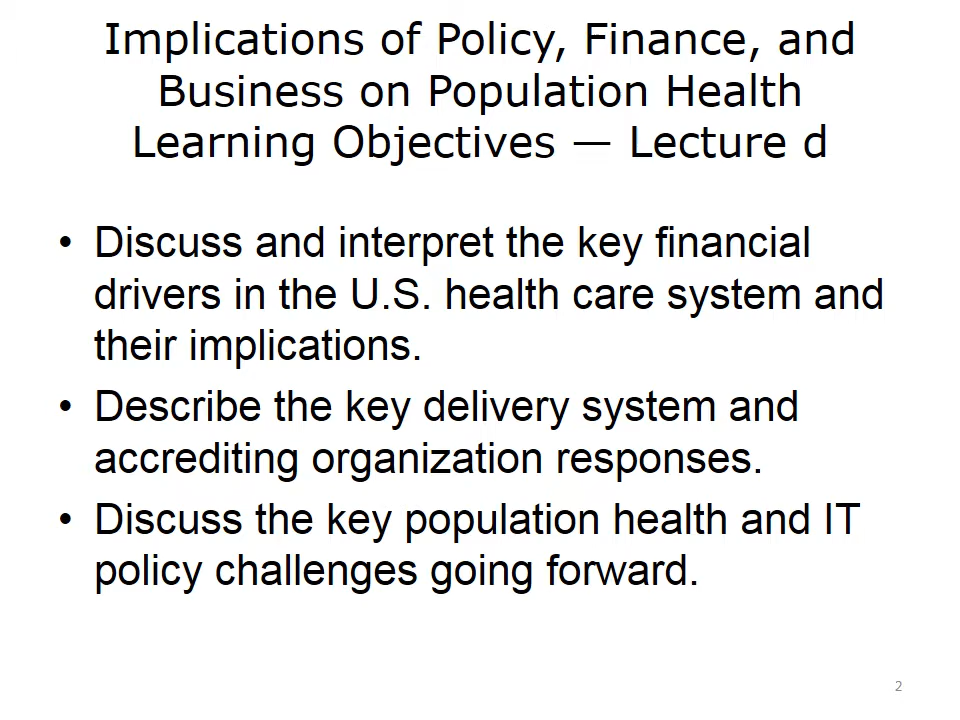 Implications of Policy, Finance, and
Business on Population Health
Learning Objectives — Lecture d
• Discuss and interpret the key financial
drivers in the U.S. health care system and
their implications.
• Describe the key delivery system and
accrediting organization responses.
• Discuss the key population health and IT
policy challenges going forward.
2